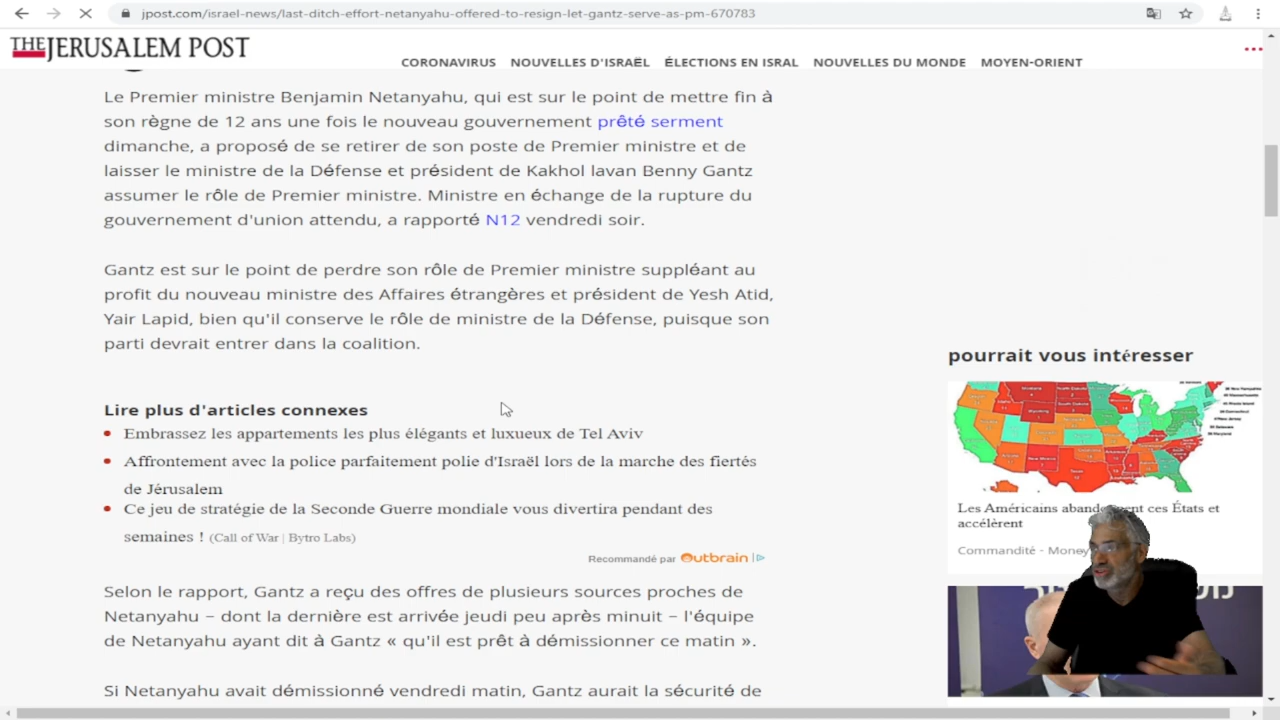 jpost.com/israel-news/last-ditch-effort-netanyahu-offered-to-resign-let-gantz-serve-as-pm-670783
THE JERUSALEM POST
CORONAVIRUS NOUVELLES D'ISRAËL ÉLECTIONS EN ISRAL NOUVELLES DU MONDE MOYEN-ORIENT
Le Premier ministre Benjamin Netanyahu, qui est sur le point de mettre fin à
son règne de 12 ans une fois le nouveau gouvernement prêté serment
dimanche, a proposé de se retirer de son poste de Premier ministre et de
laisser le ministre de la Défense et président de Kakhol lavan Benny Gantz
assumer le rôle de Premier ministre. Ministre en échange de la rupture du
gouvernement d'union attendu, a rapporté N12 vendredi soir.
Gantz est sur le point de perdre son rôle de Premier ministre suppléant au
profit du nouveau ministre des Affaires étrangères et président de Yesh Atid,
Yair Lapid, bien qu'il conserve le rôle de ministre de la Défense, puisque son
parti devrait entrer dans la coalition.
Lire plus d'articles connexes
Embrassez les appartements les plus élégants et luxueux de Tel Aviv
Affrontement avec la police parfaitement polie d'Israël lors de la marche des fiertés
de Jérusalem
Ce jeu de stratégie de la Seconde Guerre mondiale vous divertira pendant des
semaines ! (Call of War | Bytro Labs)
Recommandé par Outbrain
Selon le rapport, Gantz a reçu des offres de plusieurs sources proches de
Netanyahu – dont la dernière est arrivée jeudi peu après minuit – l'équipe
de Netanyahu ayant dit à Gantz « qu'il est prêt à démissionner ce matin ».
Si Netanyahu avait démissionné vendredi matin, Gantz aurait la sécurité de
pourrait vous intéresser
Les Américains ces États et
accélèrent
Commandité -